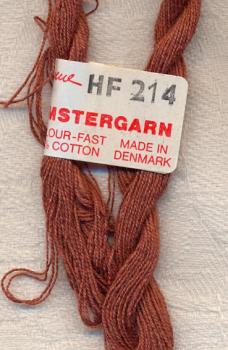 HF 214
MSTERGARN
OUR-FAST MADE IN
% COTTON DENMARK